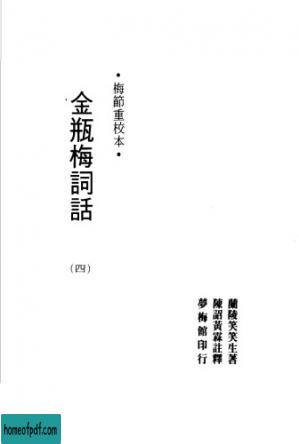 •梅節重校本•
金瓶梅詞話
(四)
蘭陵笑笑生著
陳詔黃霖註釋
夢梅館印行
homeofpdf.com